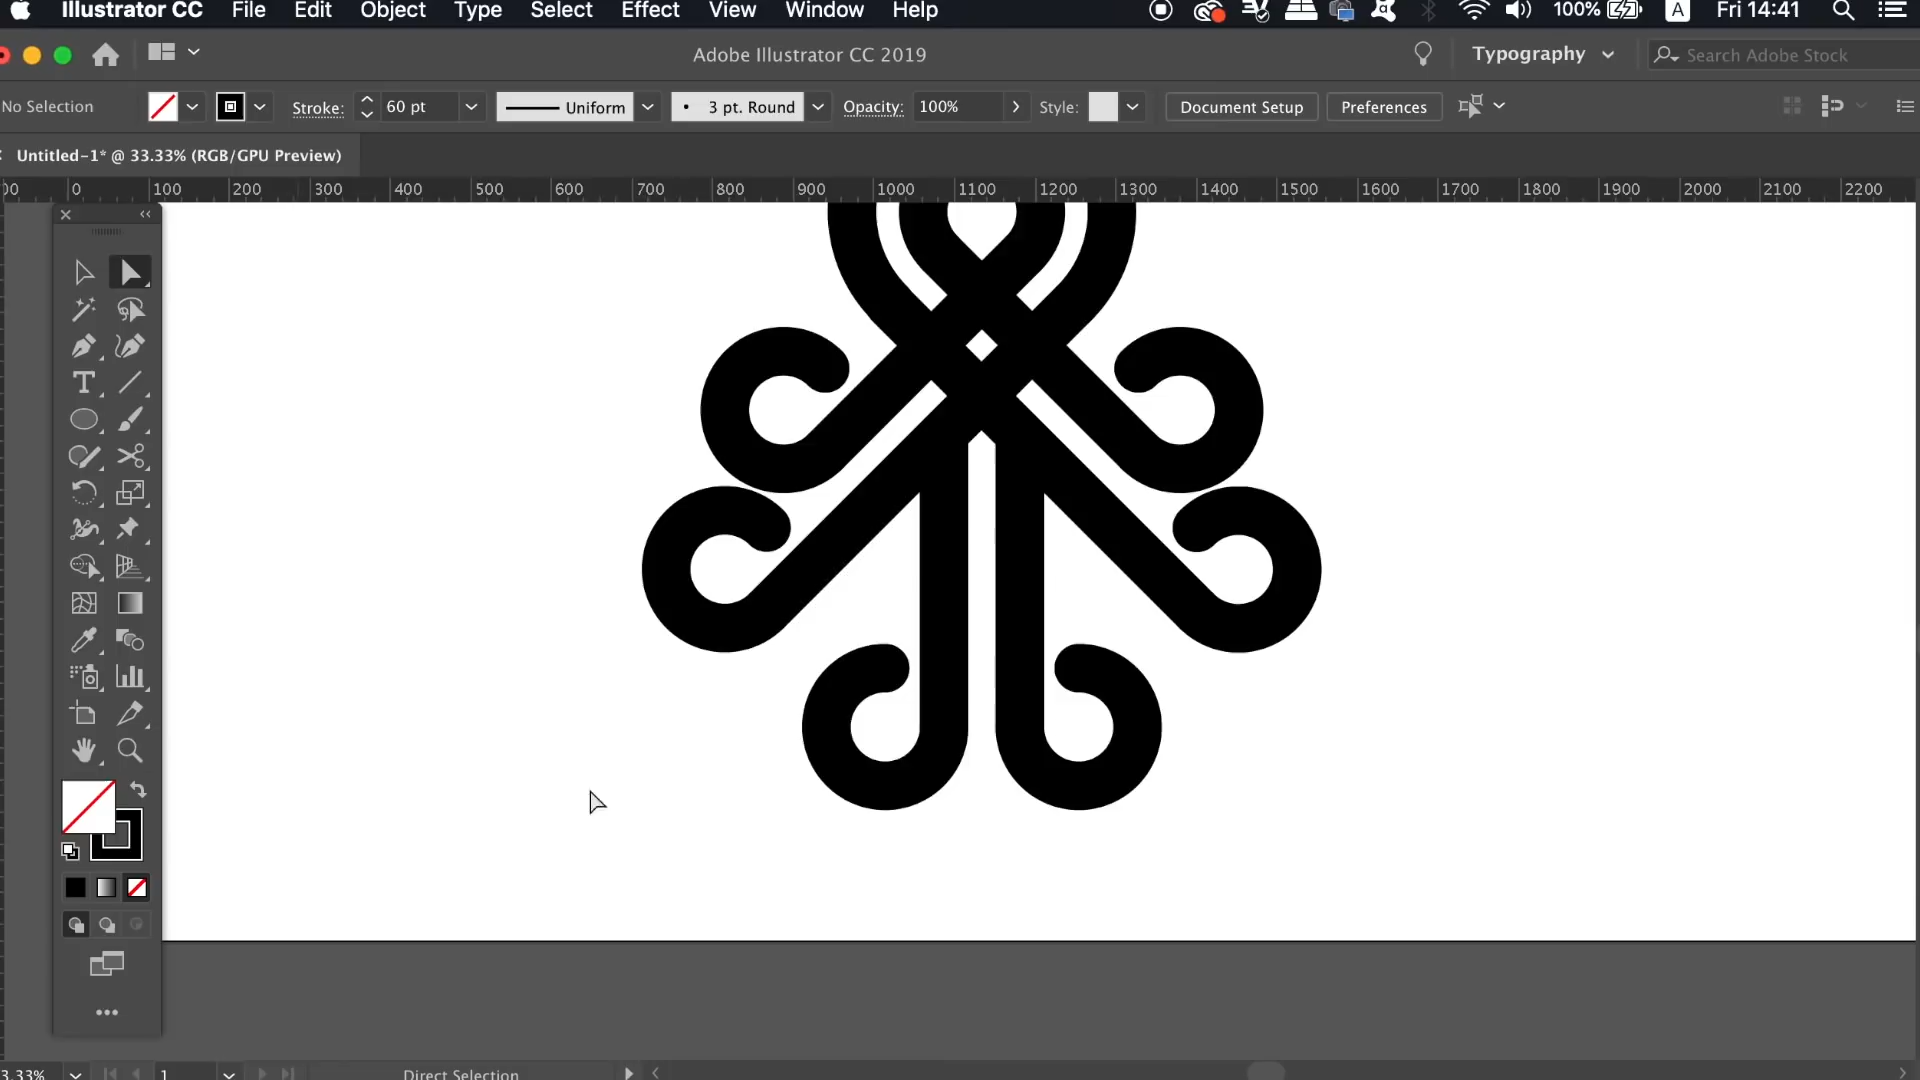 Illustrator CC File Edit Object Type Select Effect View Window Help 100% A Fri 14:41
Adobe Illustrator CC 2019 Typography Search Adobe Stock
No Selection Stroke: 60 pt Uniform 3 pt. Round Opacity: 100% Style: Document Setup Preferences
Untitled-1* @ 33.33% (RGB/GPU Preview)
00 0 100 200 300 400 500 600 700 800 900 1000 1100 1200 1300 1400 1500 1600 1700 1800 1900 2000 2100 2200
3.33% 1 Direct Selection